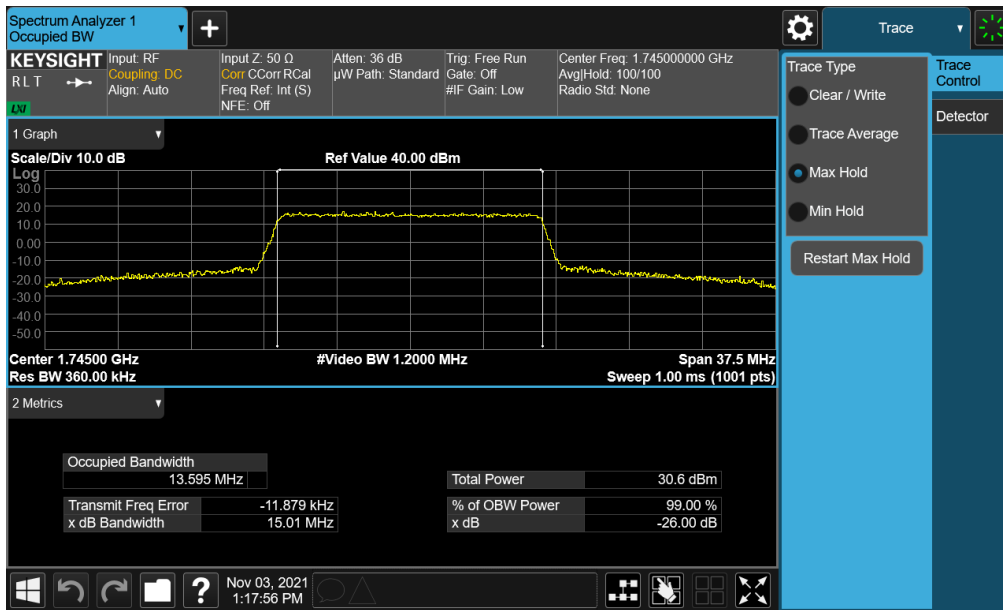 Spectrum Analyzer 1
Occupied BW
Trace
KEYSIGHT
R L T
LXI
Input: RF
Coupling: DC
Align: Auto
Input Z: 50 Ω
Corr CCorr RCal
Freq Ref: Int (S)
NFE: Off
Atten: 36 dB
µW Path: Standard
Trig: Free Run
Gate: Off
#IF Gain: Low
Center Freq: 1.745000000 GHz
Avg|Hold: 100/100
Radio Std: None
1 Graph
Scale/Div 10.0 dB
Ref Value 40.00 dBm
Log
30.0
20.0
10.0
0.00
-10.0
-20.0
-30.0
-40.0
-50.0
Center 1.74500 GHz
#Video BW 1.2000 MHz
Span 37.5 MHz
Res BW 360.00 kHz
Sweep 1.00 ms (1001 pts)
2 Metrics
Occupied Bandwidth
13.595 MHz
Total Power 30.6 dBm
Transmit Freq Error -11.879 kHz
% of OBW Power 99.00 %
x dB Bandwidth 15.01 MHz
x dB -26.00 dB
Trace Type
Clear / Write
Trace Average
Max Hold
Min Hold
Restart Max Hold
Trace
Control
Detector
?
Nov 03, 2021
1:17:56 PM